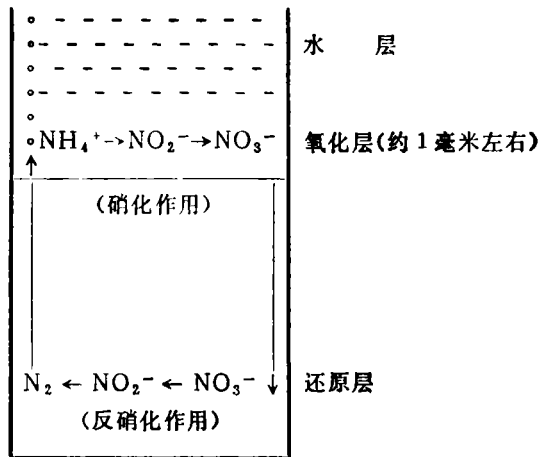 水 层
NH₄⁺→NO₂⁻→NO₃⁻ 氧化层(约1毫米左右)
(硝化作用)
N₂ ← NO₂⁻ ← NO₃⁻ ↓ 还原层
(反硝化作用)